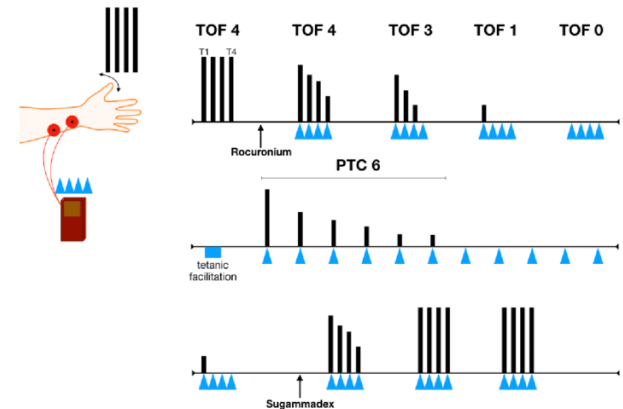 TOF 4 TOF 4 TOF 3 TOF 1 TOF 0
T1 T4
Rocuronium
PTC 6
tetanic
facilitation
Sugammadex